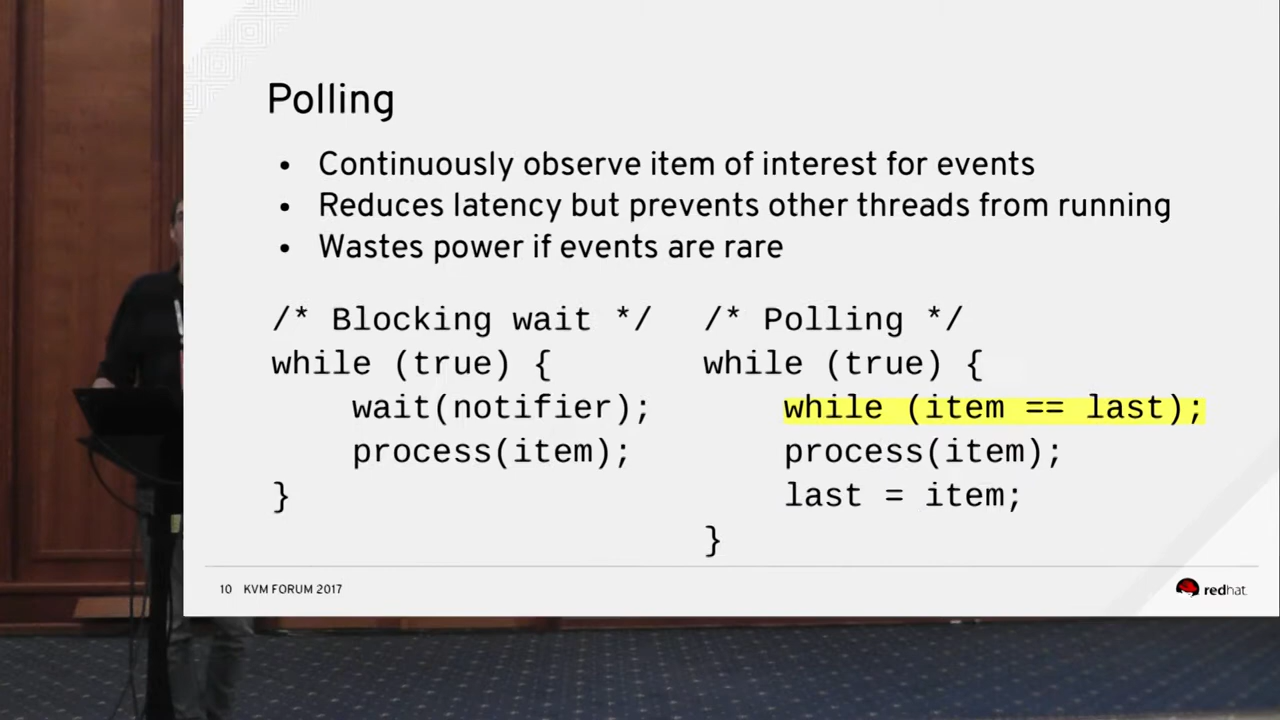 Polling
• Continuously observe item of interest for events
• Reduces latency but prevents other threads from running
• Wastes power if events are rare
/* Blocking wait */
while (true) {
    wait(notifier);
    process(item);
}
/* Polling */
while (true) {
    while (item == last);
    process(item);
    last = item;
}
10 KVM FORUM 2017
redhat.